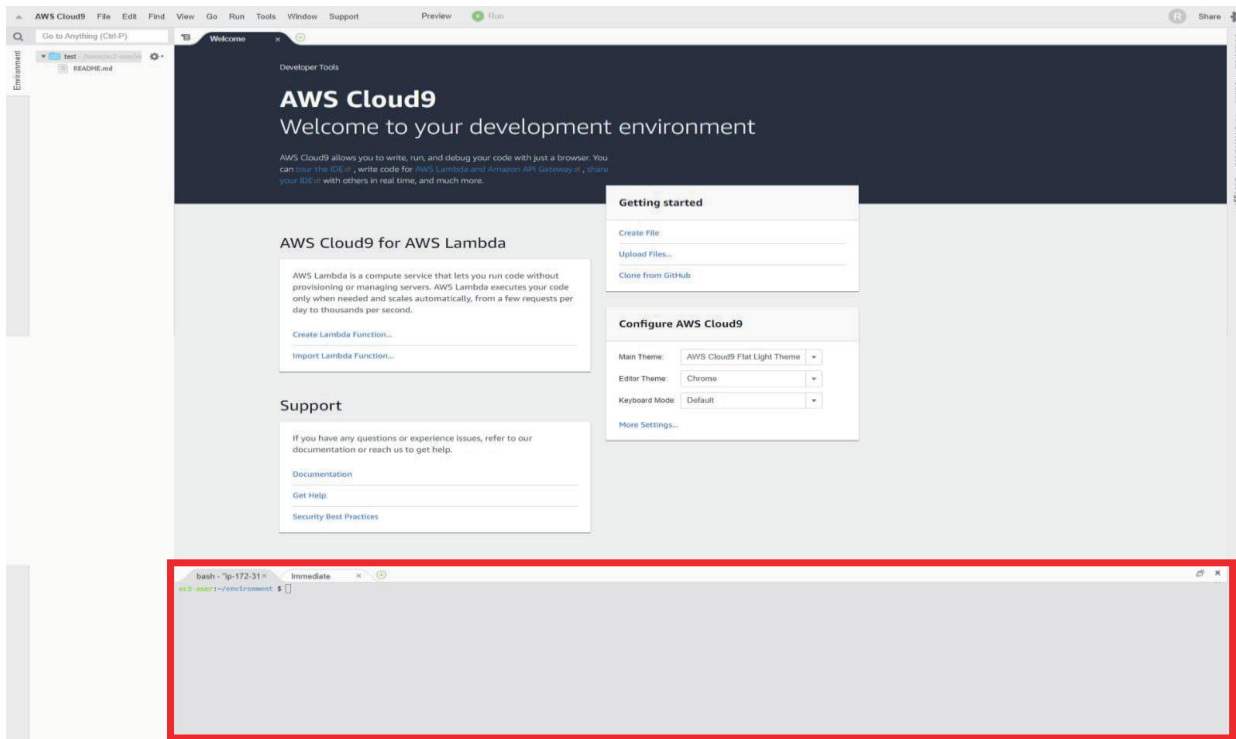 AWS Cloud9 File Edit Find View Go Run Tools Window Support Preview Run R Share
Go to Anything (Ctrl-P)
Welcome
Environment
test
README.md
Developer Tools
AWS Cloud9
Welcome to your development environment
AWS Cloud9 allows you to write, run, and debug your code with just a browser. You
can tour the IDE, write code for AWS Lambda and Amazon API Gateway, share
your IDE with others in real time, and much more.
Getting started
Create File
Upload Files...
Clone from GitHub
AWS Cloud9 for AWS Lambda
AWS Lambda is a compute service that lets you run code without
provisioning or managing servers. AWS Lambda executes your code
only when needed and scales automatically, from a few requests per
day to thousands per second.
Create Lambda Function...
Import Lambda Function...
Configure AWS Cloud9
Main Theme: AWS Cloud9 Flat Light Theme
Editor Theme: Chrome
Keyboard Mode: Default
More Settings...
Support
If you have any questions or experience issues, refer to our
documentation or reach us to get help.
Documentation
Get Help
Security Best Practices
bash - "ip-172-31 Immediate
ec2-user:~/environment $